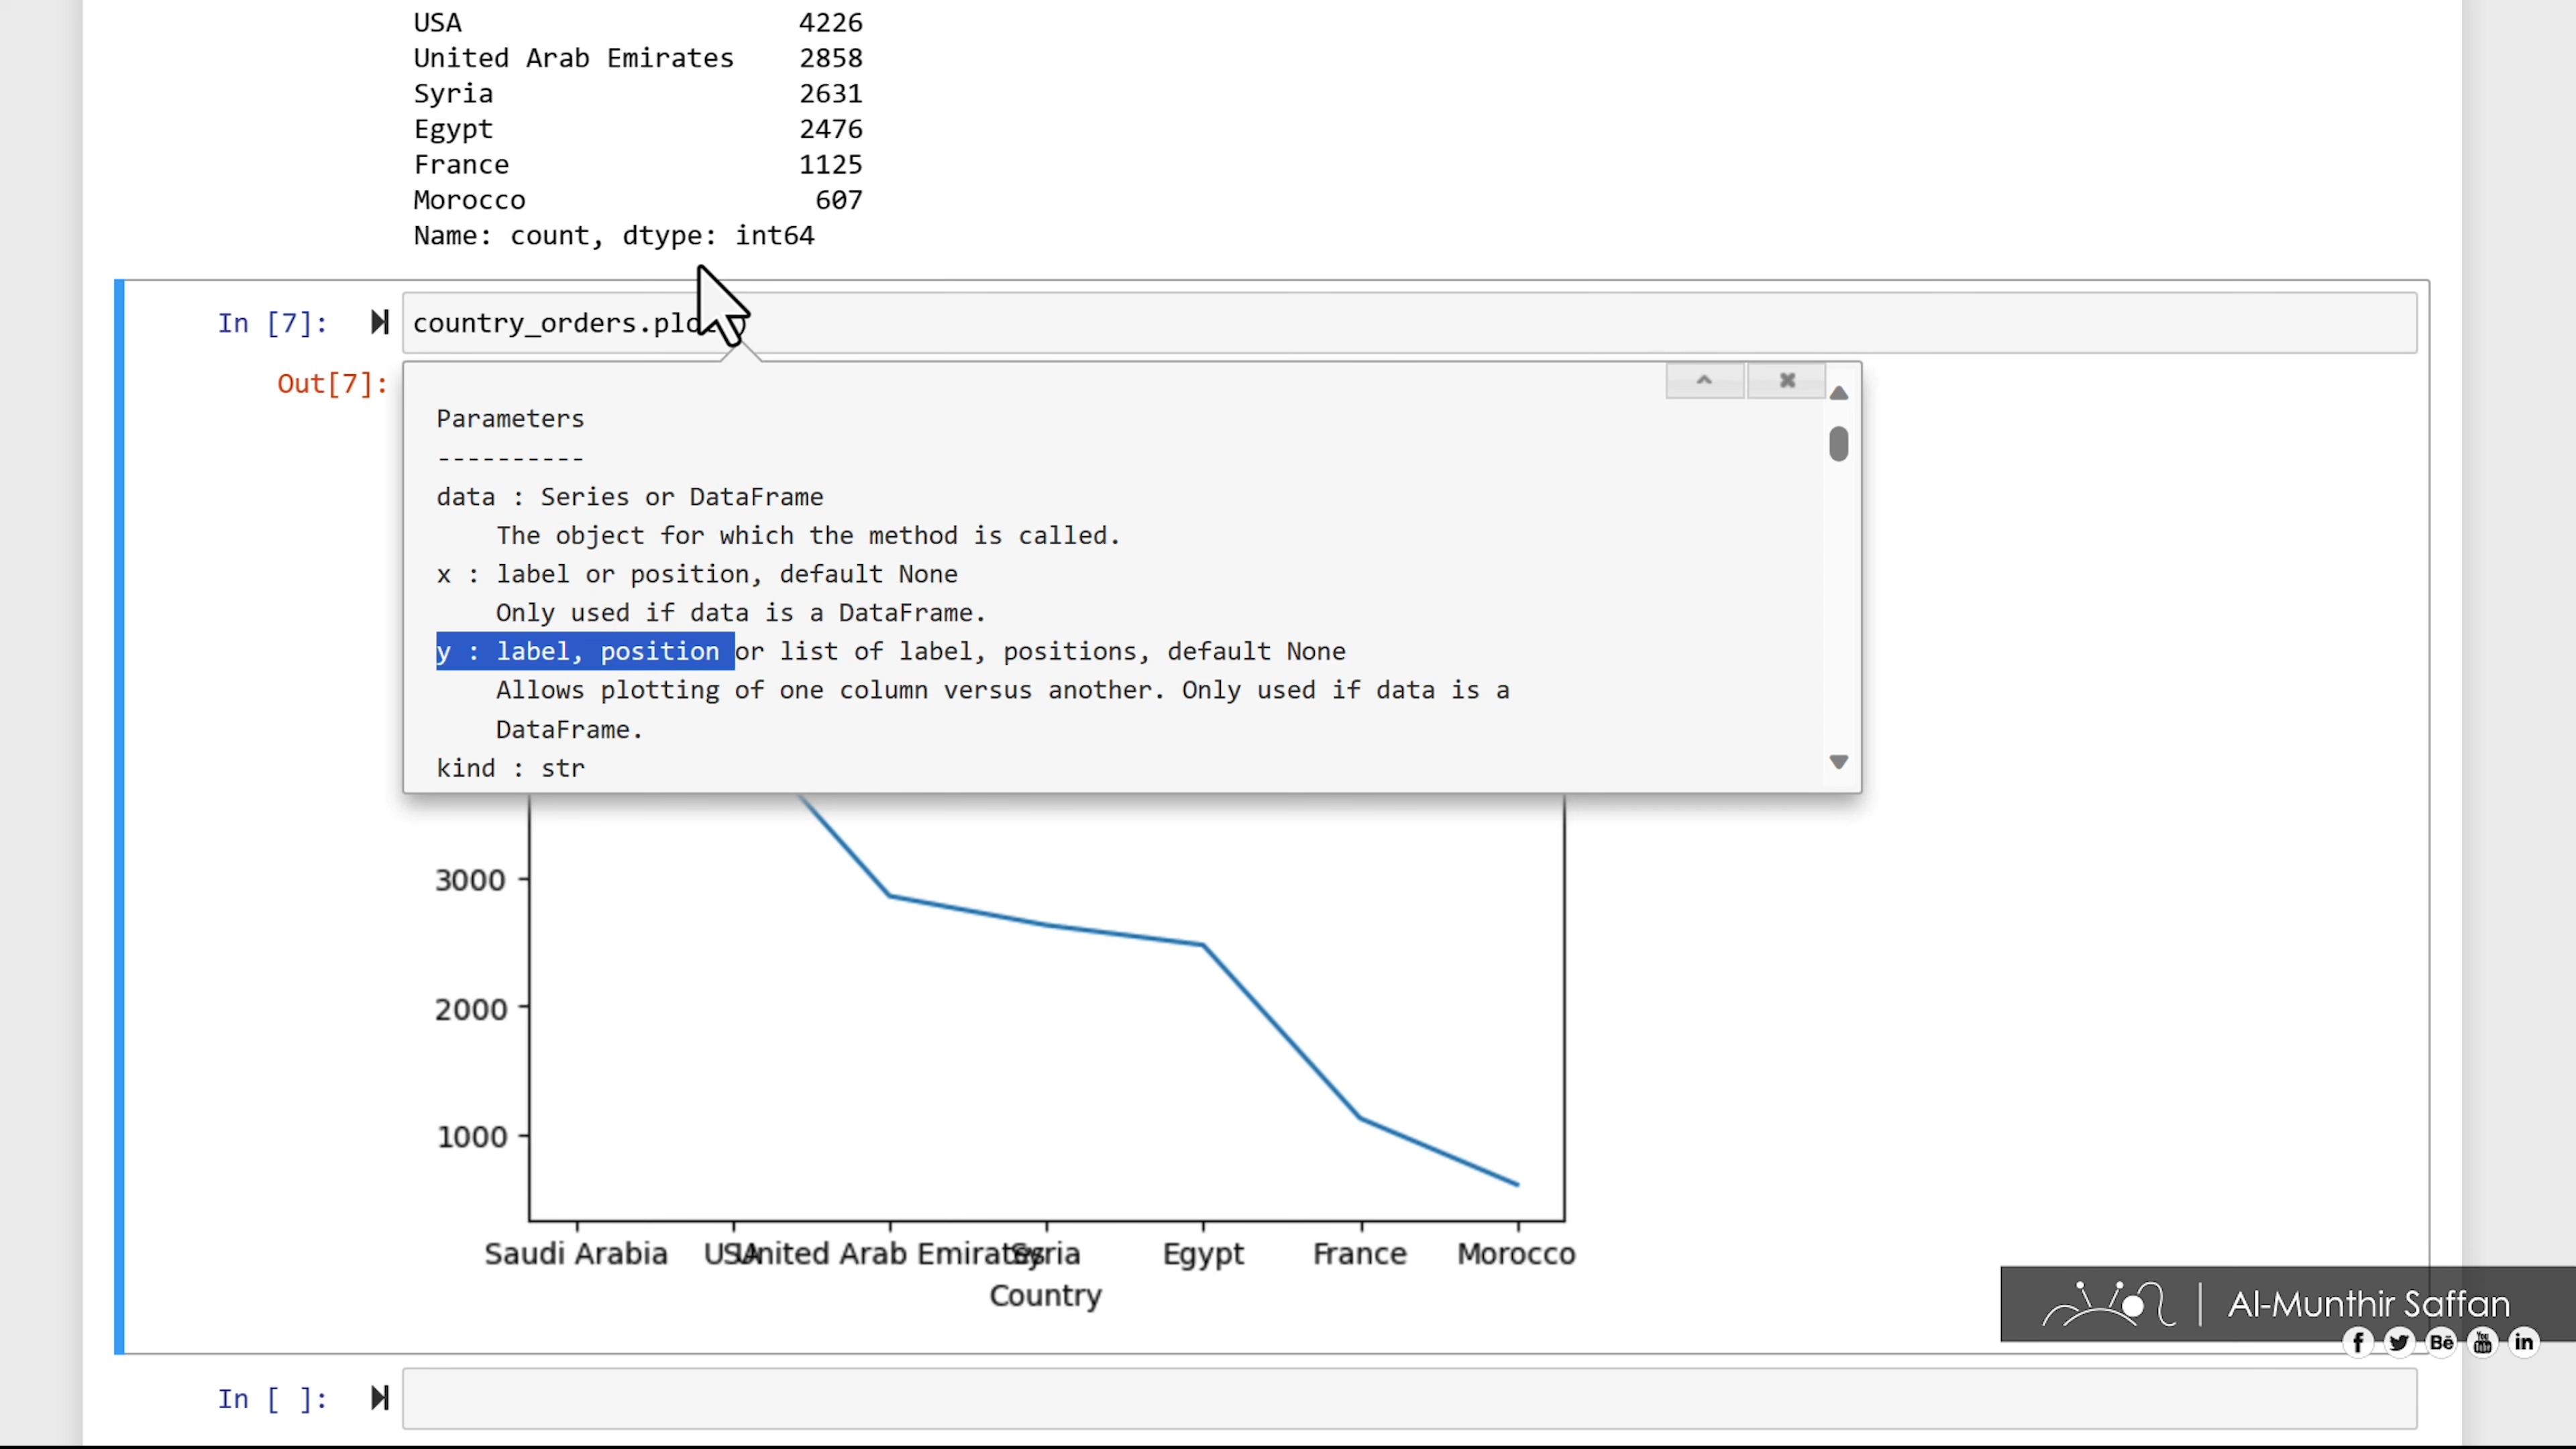 USA 4226
United Arab Emirates 2858
Syria 2631
Egypt 2476
France 1125
Morocco 607
Name: count, dtype: int64
In [7]: country_orders.plo
Out[7]:
Parameters
----------
data : Series or DataFrame
The object for which the method is called.
x : label or position, default None
Only used if data is a DataFrame.
y : label, position or list of label, positions, default None
Allows plotting of one column versus another. Only used if data is a
DataFrame.
kind : str
3000
2000
1000
Saudi Arabia USA United Arab Emirates Syria Egypt France Morocco
Country
Al-Munthir Saffan
f Bē You Tube in
In [ ]: